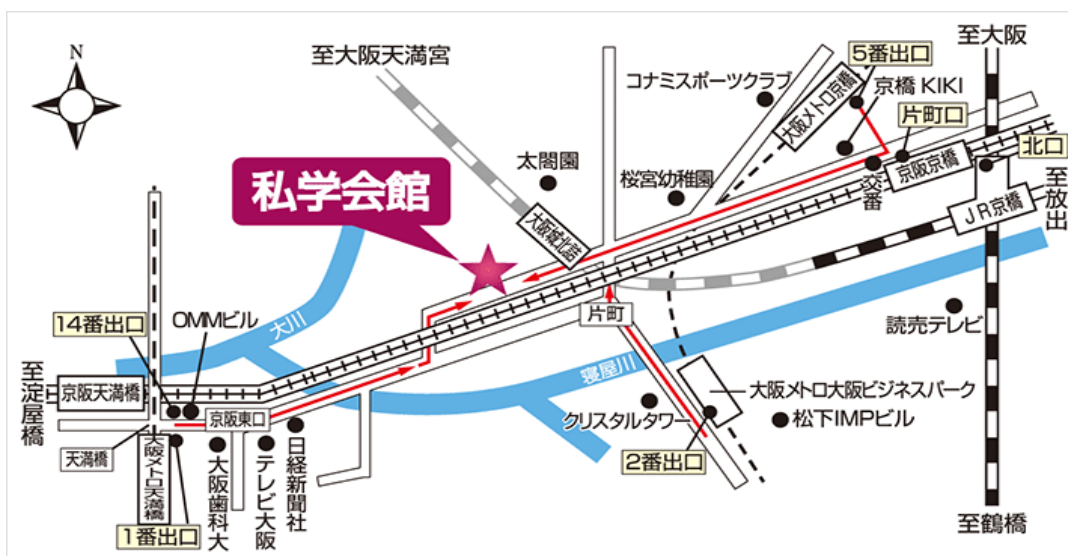 N
至大阪天満宮
コナミスポーツクラブ
5番出口
至大阪
大阪メトロ京橋
京橋 KIKI
片町口
北口
太閤園
桜宮幼稚園
交番
京阪京橋
至放出
JR京橋
私学会館
大阪城北詰
大川
片町
読売テレビ
14番出口
OMMビル
寝屋川
至淀屋橋
京阪天満橋
京阪東口
大阪メトロ大阪ビジネスパーク
クリスタルタワー
松下IMPビル
2番出口
天満橋
大阪メトロ天満橋
1番出口
大阪歯科大
テレビ大阪
日経新聞社
至鶴橋